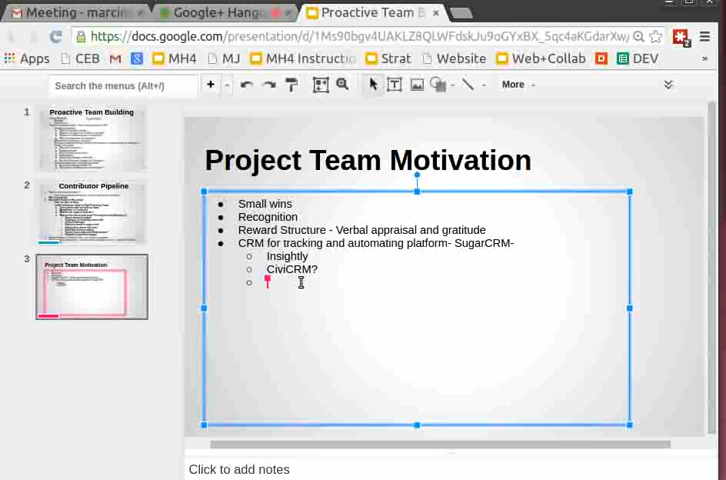 Meeting - marcin
Google+ Hango
Proactive Team B
https://docs.google.com/presentation/d/1Ms90bgv4UAKLZ8QLWFdskJu9oGYxBX_5qc4aKGdarXw/
2
Apps CEB MH4 MJ MH4 Instructio Strat Website Web+Collab DEV
Search the menus (Alt+/)
More
1
Proactive Team Building
2
Contributor Pipeline
3
Project Team Motivation
Project Team Motivation
● Small wins
● Recognition
● Reward Structure - Verbal appraisal and gratitude
● CRM for tracking and automating platform- SugarCRM-
○ Insightly
○ CiviCRM?
○
Click to add notes